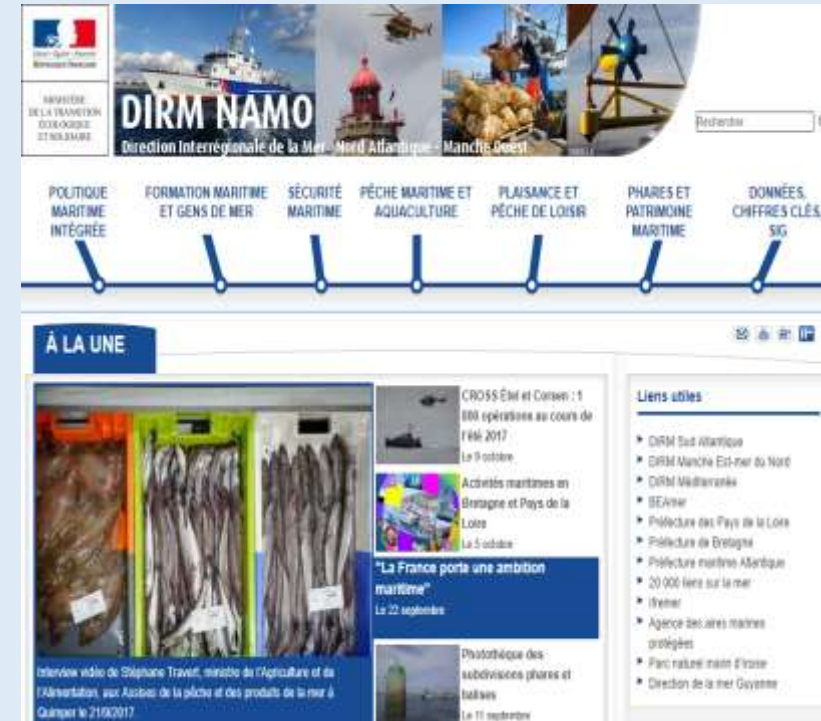 RÉPUBLIQUE FRANÇAISE
MINISTÈRE
DE LA TRANSITION
ÉCOLOGIQUE
ET SOLIDAIRE
DIRM NAMO
Direction Interrégionale de la Mer Nord Atlantique - Manche Ouest
Rechercher
POLITIQUE
MARITIME
INTÉGRÉE
FORMATION MARITIME
ET GENS DE MER
SÉCURITÉ
MARITIME
PÊCHE MARITIME ET
AQUACULTURE
PLAISANCE ET
PÊCHE DE LOISIR
PHARES ET
PATRIMOINE
MARITIME
DONNÉES,
CHIFFRES CLÉS,
SIG
À LA UNE
CROSS Étel et Corsen : 1
000 opérations au cours de
l'été 2017
Le 9 octobre
Activités maritimes en
Bretagne et Pays de la
Loire
Le 5 octobre
"La France porte une ambition
maritime"
Le 22 septembre
Photothèque des
subdivisions phares et
balises
Le 11 septembre
Interview vidéo de Stéphane Travert, ministre de l'Agriculture et de
l'Alimentation, aux Assises de la pêche et des produits de la mer à
Quimper le 21/9/2017
Liens utiles
DIRM Sud Atlantique
DIRM Manche Est-mer du Nord
DIRM Méditerranée
BEAmer
Préfecture des Pays de la Loire
Préfecture de Bretagne
Préfecture maritime Atlantique
20 000 liens sur la mer
Ifremer
Agence des aires marines
protégées
Parc naturel marin d'Iroise
Direction de la mer Guyanne